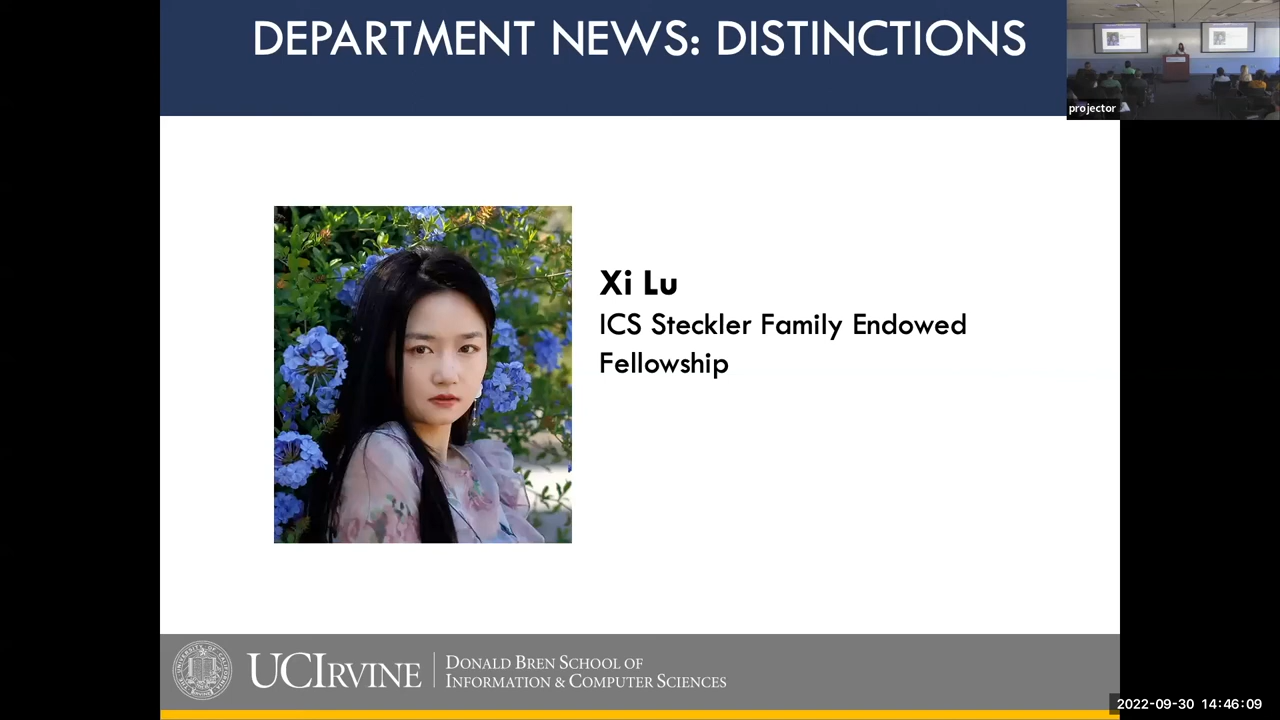 DEPARTMENT NEWS: DISTINCTIONS
projector
Xi Lu
ICS Steckler Family Endowed
Fellowship
UCIRVINE
DONALD BREN SCHOOL OF
INFORMATION & COMPUTER SCIENCES
2022-09-30 14:46:09